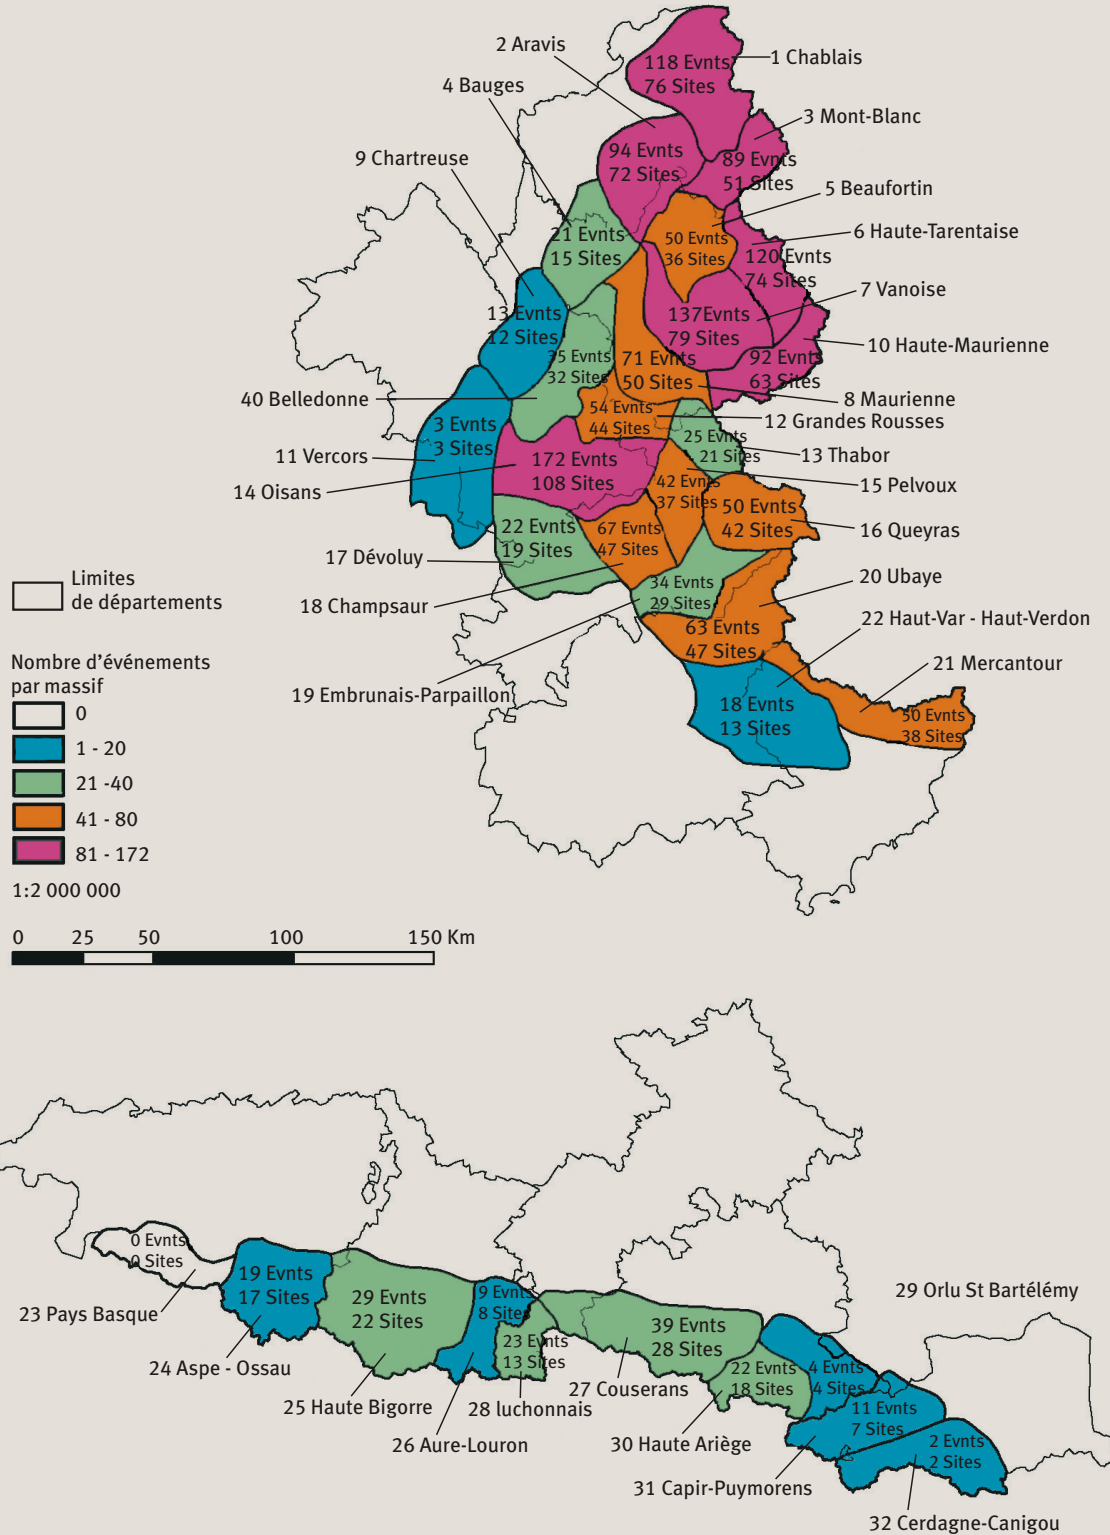 2 Aravis
1 Chablais
118 Evnts
76 Sites
4 Bauges
3 Mont-Blanc
9 Chartreuse
94 Evnts
72 Sites
89 Evnts
51 Sites
5 Beaufortin
21 Evnts
15 Sites
50 Evnts
36 Sites
6 Haute-Tarentaise
120 Evnts
74 Sites
7 Vanoise
13 Evnts
12 Sites
137Evnts
79 Sites
10 Haute-Maurienne
35 Evnts
32 Sites
71 Evnts
50 Sites
92 Evnts
63 Sites
40 Belledonne
8 Maurienne
54 Evnts
44 Sites
12 Grandes Rousses
3 Evnts
3 Sites
25 Evnts
21 Sites
11 Vercors
13 Thabor
172 Evnts
108 Sites
14 Oisans
42 Evnts
37 Sites
15 Pelvoux
50 Evnts
42 Sites
16 Queyras
22 Evnts
19 Sites
67 Evnts
47 Sites
17 Dévoluy
34 Evnts
29 Sites
20 Ubaye
18 Champsaur
22 Haut-Var - Haut-Verdon
63 Evnts
47 Sites
21 Mercantour
19 Embrunais-Parpaillon
18 Evnts
13 Sites
50 Evnts
38 Sites
Limites
de départements
Nombre d'événements
par massif
0
1 - 20
21 -40
41 - 80
81 - 172
1:2 000 000
0 25 50 100 150 Km
0 Evnts
0 Sites
23 Pays Basque
19 Evnts
17 Sites
24 Aspe - Ossau
29 Evnts
22 Sites
25 Haute Bigorre
9 Evnts
8 Sites
26 Aure-Louron
23 Evnts
13 Sites
28 luchonnais
39 Evnts
28 Sites
27 Couserans
22 Evnts
18 Sites
30 Haute Ariège
29 Orlu St Bartélémy
4 Evnts
4 Sites
11 Evnts
7 Sites
31 Capir-Puymorens
2 Evnts
2 Sites
32 Cerdagne-Canigou